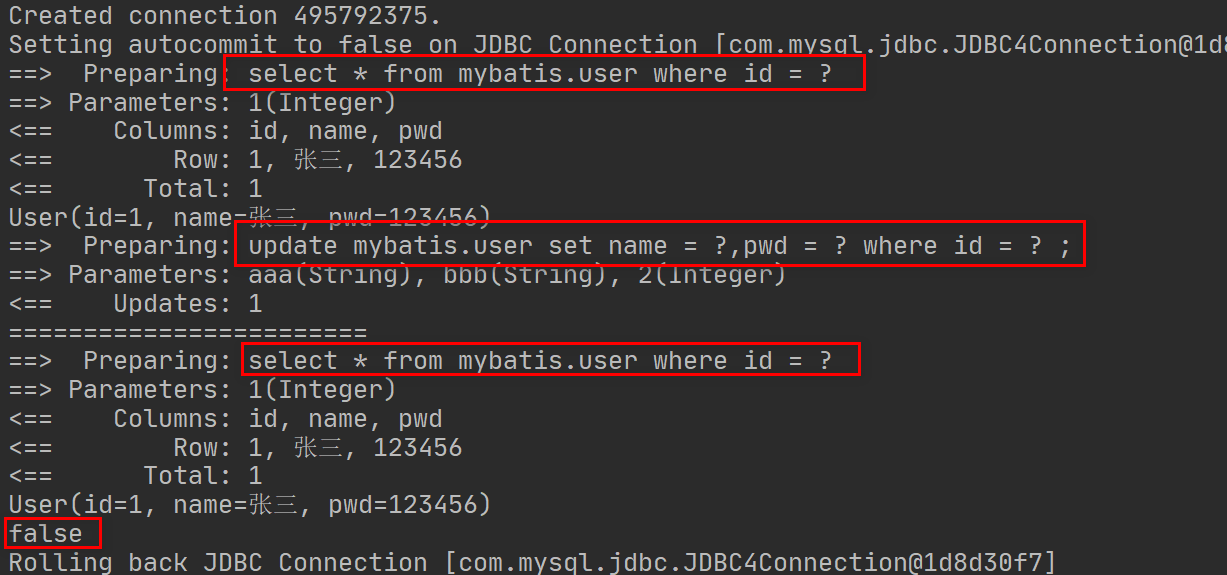 Created connection 495792375.
Setting autocommit to false on JDBC Connection [com.mysql.jdbc.JDBC4Connection@1d8
==>  Preparing: select * from mybatis.user where id = ?
==> Parameters: 1(Integer)
<==    Columns: id, name, pwd
<==        Row: 1, 张三, 123456
<==      Total: 1
User(id=1, name=张三, pwd=123456)
==>  Preparing: update mybatis.user set name = ?,pwd = ? where id = ? ;
==> Parameters: aaa(String), bbb(String), 2(Integer)
<==    Updates: 1
========================
==>  Preparing: select * from mybatis.user where id = ?
==> Parameters: 1(Integer)
<==    Columns: id, name, pwd
<==        Row: 1, 张三, 123456
<==      Total: 1
User(id=1, name=张三, pwd=123456)
false
Rolling back JDBC Connection [com.mysql.jdbc.JDBC4Connection@1d8d30f7]